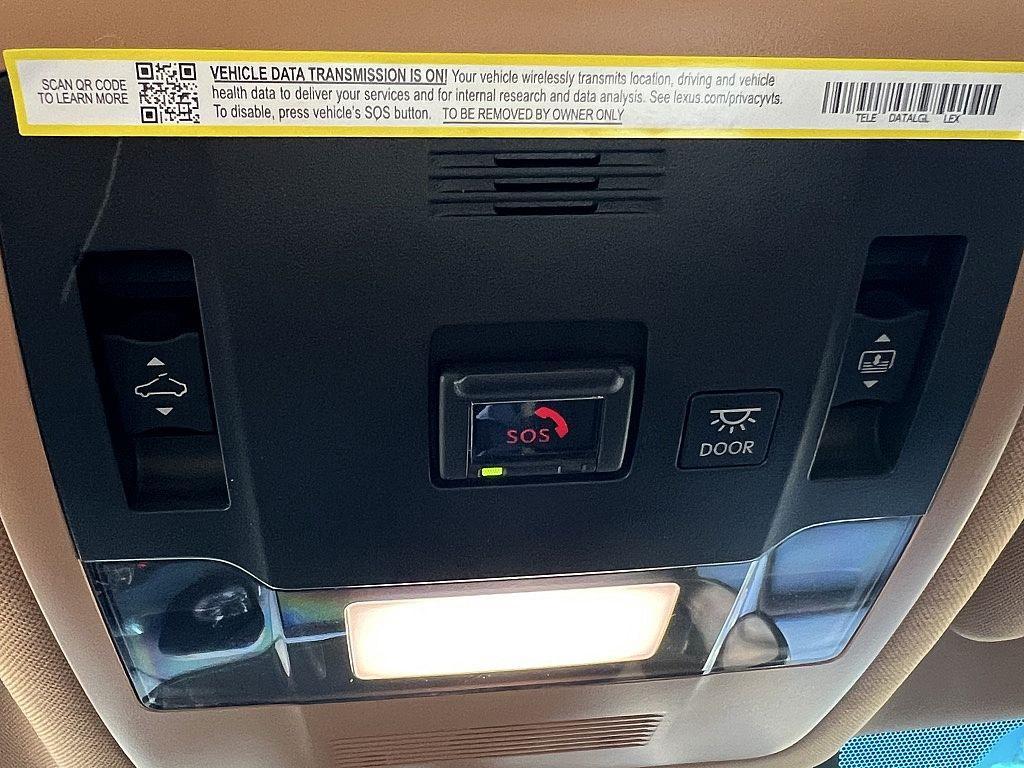 SCAN QR CODE
TO LEARN MORE
VEHICLE DATA TRANSMISSION IS ON! Your vehicle wirelessly transmits location, driving and vehicle
health data to deliver your services and for internal research and data analysis. See lexus.com/privacyvts.
To disable, press vehicle's SOS button. TO BE REMOVED BY OWNER ONLY
TELE DATALGL LEX
SOS
DOOR